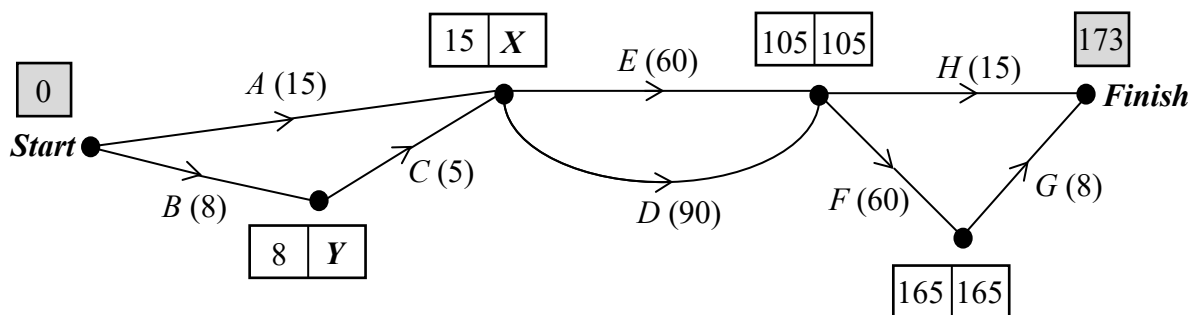 15 X
105 105
173
0
A (15)
E (60)
H (15)
Finish
Start
B (8)
C (5)
D (90)
F (60)
G (8)
8 Y
165 165